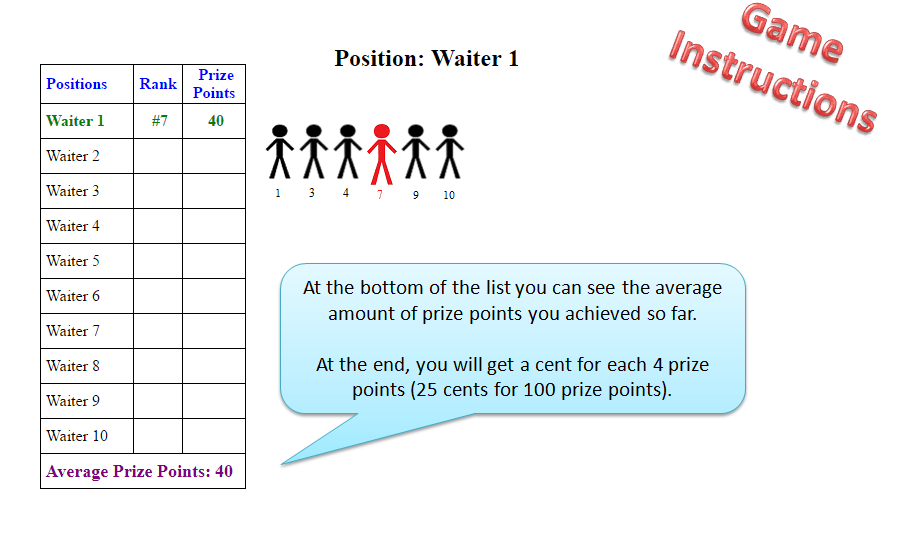 Game
Instructions
Position: Waiter 1
Positions Rank Prize Points
Waiter 1 #7 40
Waiter 2
Waiter 3
Waiter 4
Waiter 5
Waiter 6
Waiter 7
Waiter 8
Waiter 9
Waiter 10
Average Prize Points: 40
1 3 4 7 9 10
At the bottom of the list you can see the average
amount of prize points you achieved so far.
At the end, you will get a cent for each 4 prize
points (25 cents for 100 prize points).